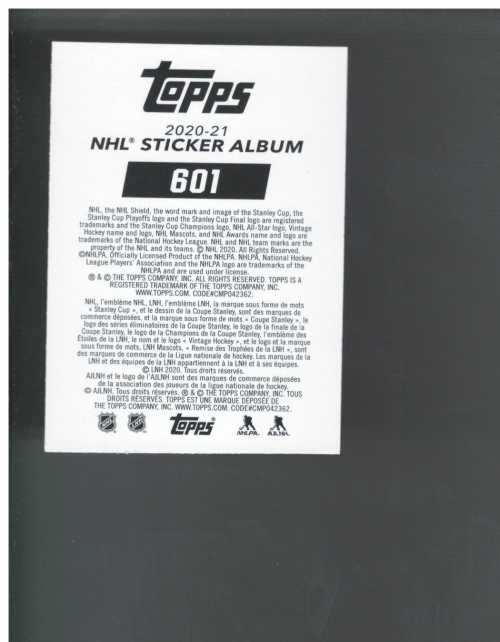 TOPPS
2020-21
NHL® STICKER ALBUM
601
NHL, the NHL Shield, the word mark and image of the Stanley Cup, the
Stanley Cup Playoffs logo and the Stanley Cup Final logo are registered
trademarks and the Stanley Cup Champions logo, NHL All-Star logo, Vintage
Hockey name and logo, NHL Mascots, and NHL Awards name and logo are
trademarks of the National Hockey League. NHL and NHL team marks are the
property of the NHL and its teams. © NHL 2020. All Rights Reserved.
©NHLPA. Officially Licensed Product of the NHLPA. NHLPA, National Hockey
League Players' Association and the NHLPA logo are trademarks of the
NHLPA and are used under license.
® & © THE TOPPS COMPANY, INC. ALL RIGHTS RESERVED. TOPPS IS A
REGISTERED TRADEMARK OF THE TOPPS COMPANY, INC.
WWW.TOPPS.COM. CODE#CMP042362.
NHL, l'emblème NHL, LNH, l'emblème LNH, la marque sous forme de mots
« Stanley Cup », et le dessin de la Coupe Stanley, sont des marques de
commerce déposées, et la marque sous forme de mots « Coupe Stanley », le
logo des séries éliminatoires de la Coupe Stanley, le logo de la finale de la
Coupe Stanley, le logo de la Champions de la Coupe Stanley, l'emblème des
Étoiles de la LNH, le nom et le logo « Vintage Hockey », et le logo et la marque
sous forme de mots, LNH Mascots, « Remise des Trophées de la LNH », sont
des marques de commerce de la Ligue nationale de hockey. Les marques de la
LNH et des équipes de la LNH appartiennent à la LNH et à ses équipes.
© LNH 2020. Tous droits réservés.
AJLNH et le logo de l'AJLNH sont des marques de commerce déposées
de la association des joueurs de la ligue nationale de hockey.
© AJLNH. Tous droits réservés. ® & © THE TOPPS COMPANY, INC. TOUS
DROITS RÉSERVÉS. TOPPS EST UNE MARQUE DÉPOSÉE DE
THE TOPPS COMPANY, INC. WWW.TOPPS.COM. CODE#CMP042362.
NHL LNH TOPPS NHLPA AJLNH